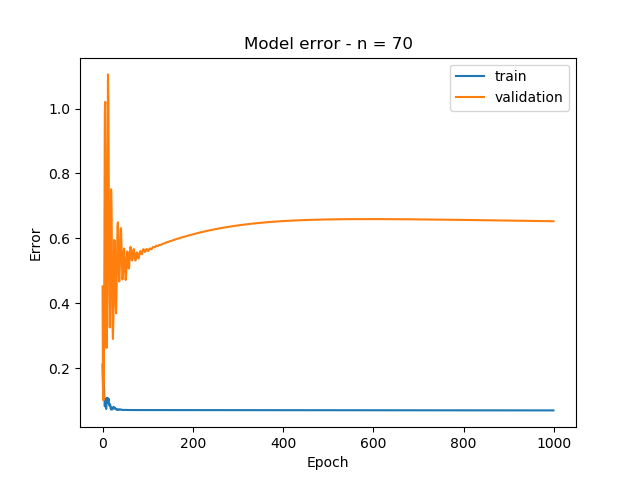 Model error - n = 70
train
validation
Error
1.0
0.8
0.6
0.4
0.2
0 200 400 600 800 1000
Epoch